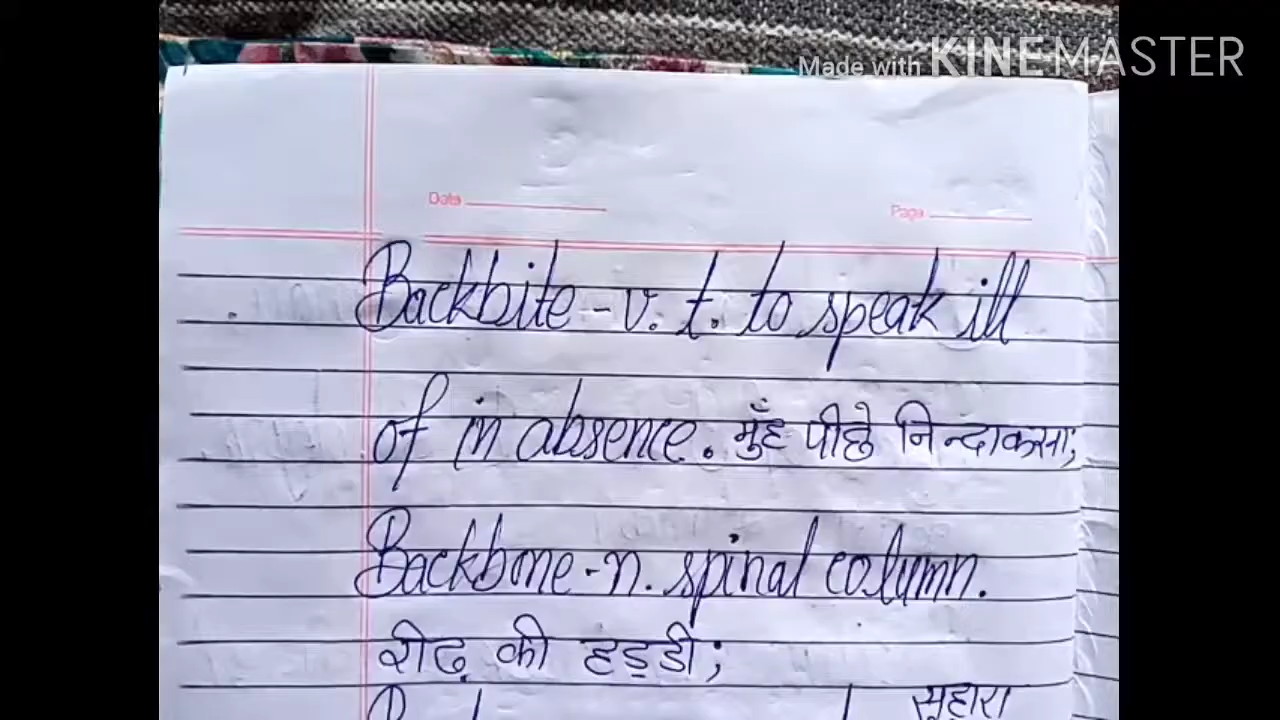 Made with KINEMASTER
Date
Page
Backbite - v. t. to speak ill
of in absence. मुँह पीछे निन्दा करना;
Backbone - n. spinal column.
रीढ़ की हड्डी;
सहारा